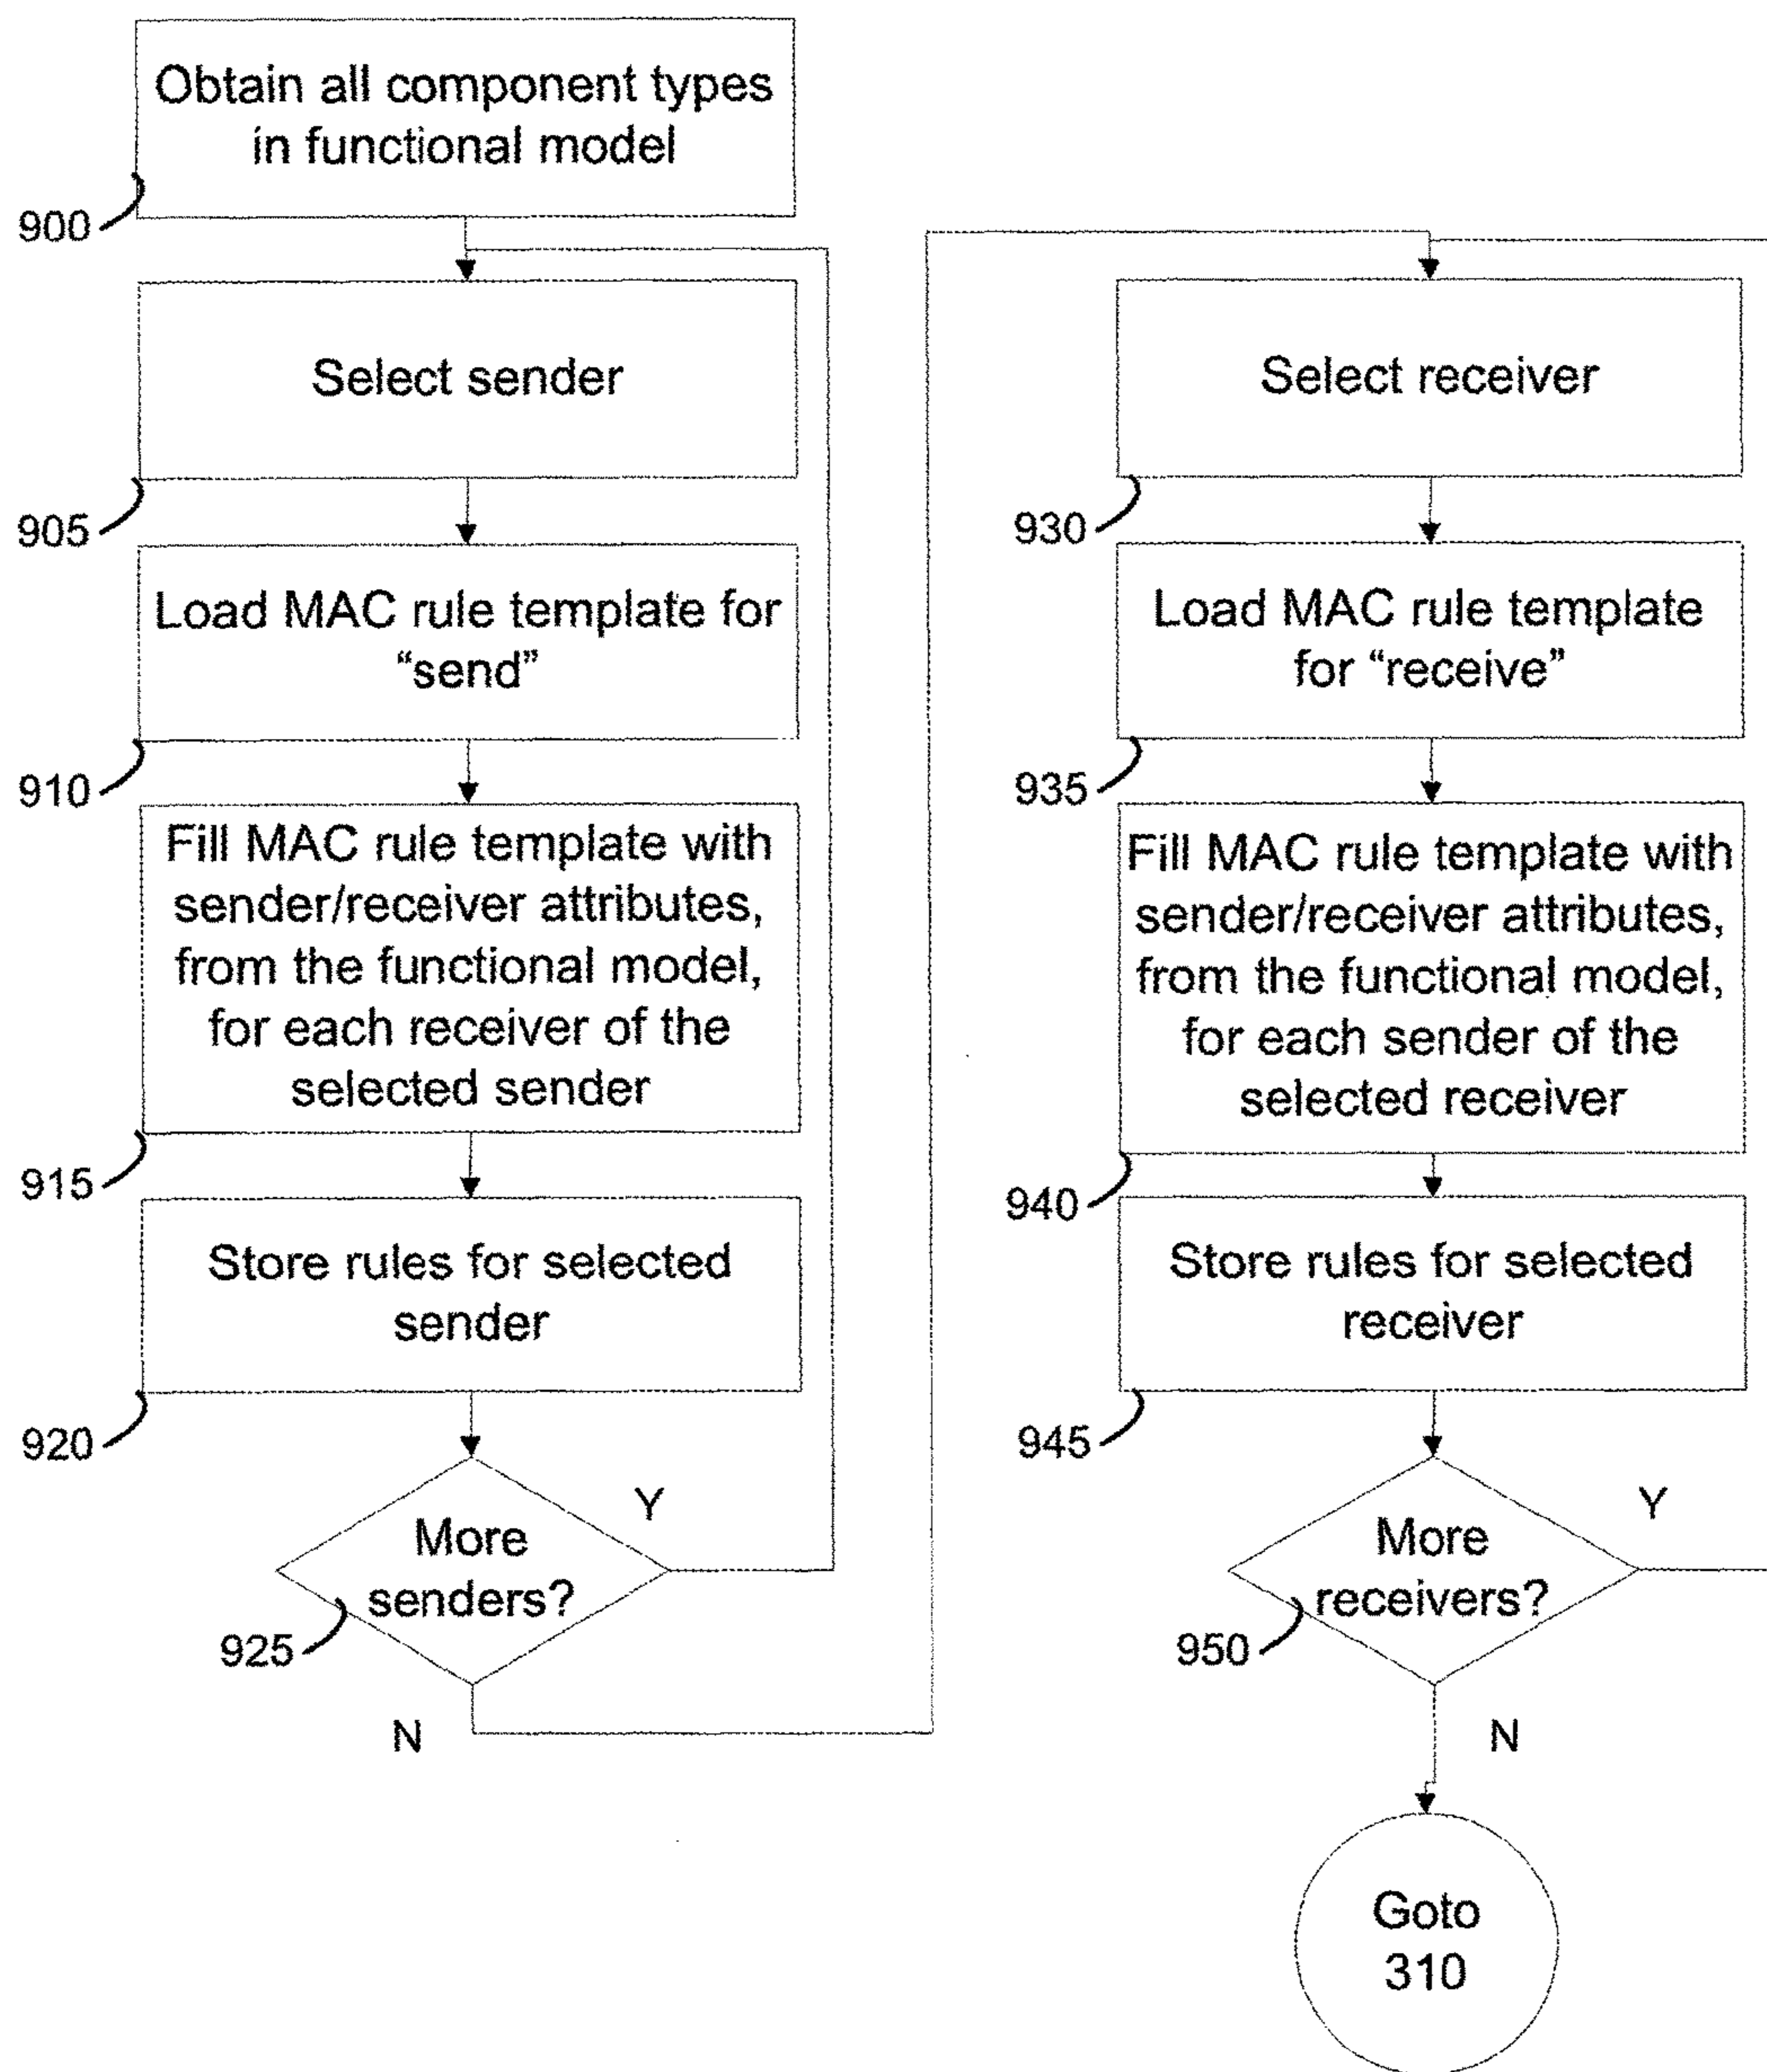 Obtain all component types
in functional model
900
Select sender
905
Load MAC rule template for
“send”
910
Fill MAC rule template with
sender/receiver attributes,
from the functional model,
for each receiver of the
selected sender
915
Store rules for selected
sender
920
More
senders?
925
Y
N
Select receiver
930
Load MAC rule template
for “receive”
935
Fill MAC rule template with
sender/receiver attributes,
from the functional model,
for each sender of the
selected receiver
940
Store rules for selected
receiver
945
More
receivers?
950
Y
N
Goto
310